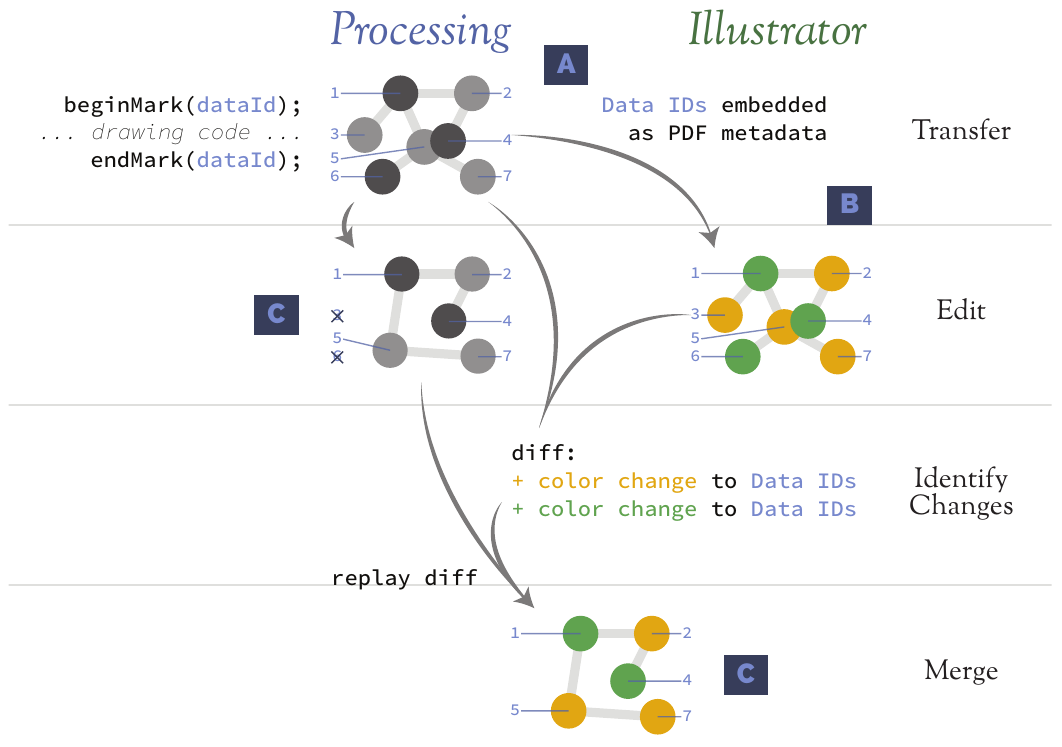 Processing
Illustrator
A
beginMark(dataId);
... drawing code ...
endMark(dataId);
1
2
3
4
5
6
7
Data IDs embedded
as PDF metadata
Transfer
B
C
1
2
3
4
5
6
7
1
2
3
4
5
6
7
Edit
diff:
+ color change to Data IDs
+ color change to Data IDs
Identify
Changes
replay diff
1
2
4
5
7
C
Merge